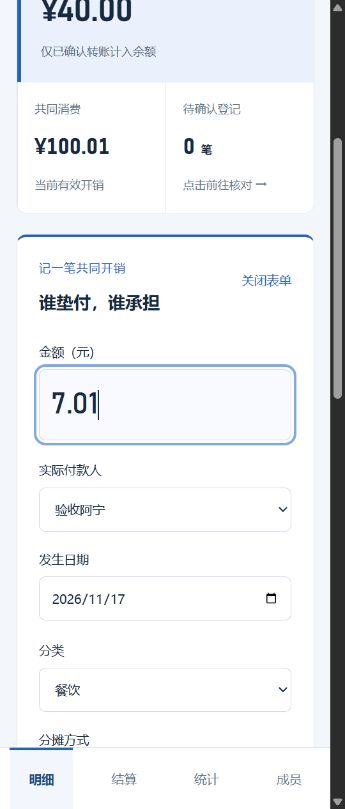 ¥40.00
仅已确认转账计入余额
共同消费
待确认登记
¥100.01
0 笔
当前有效开销
点击前往核对 →
记一笔共同开销
关闭表单
谁垫付，谁承担
金额（元）
7.01
实际付款人
验收阿宁
发生日期
2026/11/17
分类
餐饮
分摊方式
明细
结算
统计
成员